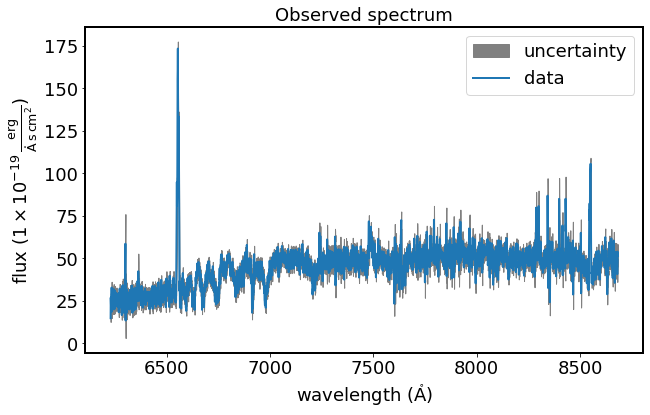 Observed spectrum
uncertainty
data
flux (1 × 10⁻¹⁹ erg / Å s cm²)
175
150
125
100
75
50
25
0
6500 7000 7500 8000 8500
wavelength (Å)